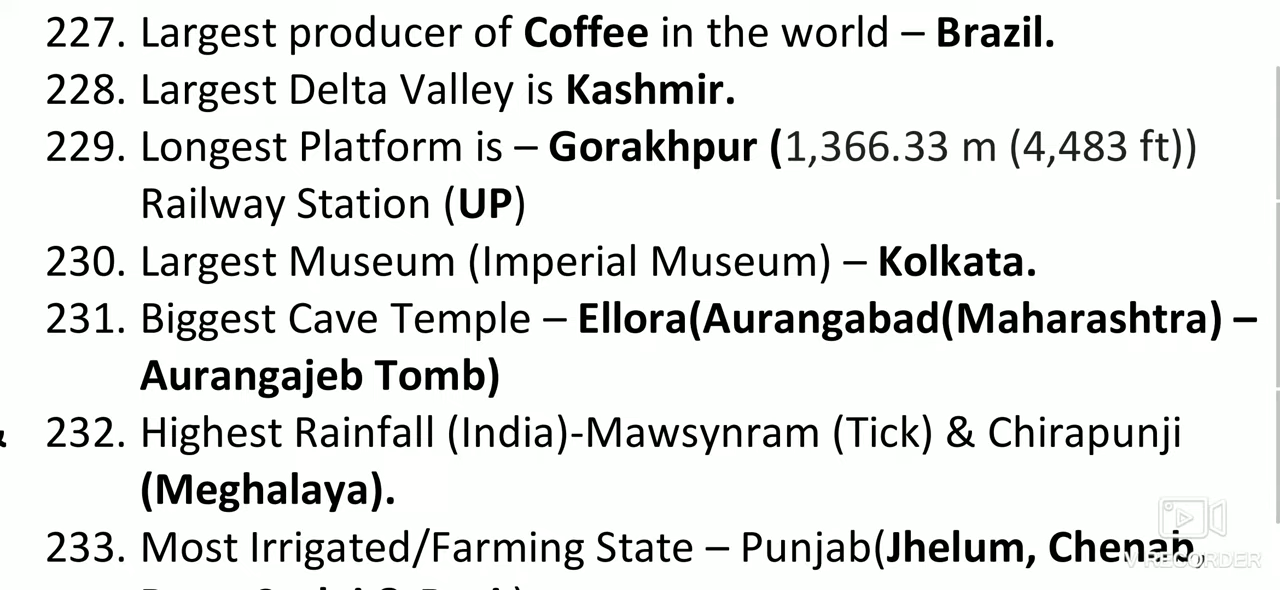 227. Largest producer of Coffee in the world – Brazil.
228. Largest Delta Valley is Kashmir.
229. Longest Platform is – Gorakhpur (1,366.33 m (4,483 ft))
Railway Station (UP)
230. Largest Museum (Imperial Museum) – Kolkata.
231. Biggest Cave Temple – Ellora(Aurangabad(Maharashtra) –
Aurangajeb Tomb)
232. Highest Rainfall (India)-Mawsynram (Tick) & Chirapunji
(Meghalaya).
233. Most Irrigated/Farming State – Punjab(Jhelum, Chenab,
V RECORDER